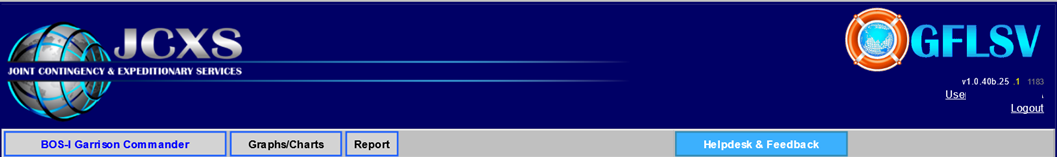 JCXS
JOINT CONTINGENCY & EXPEDITIONARY SERVICES
GFLSV
v1.0.40b.25 .1 1183
Logout
BOS-I Garrison Commander Graphs/Charts Report Helpdesk & Feedback